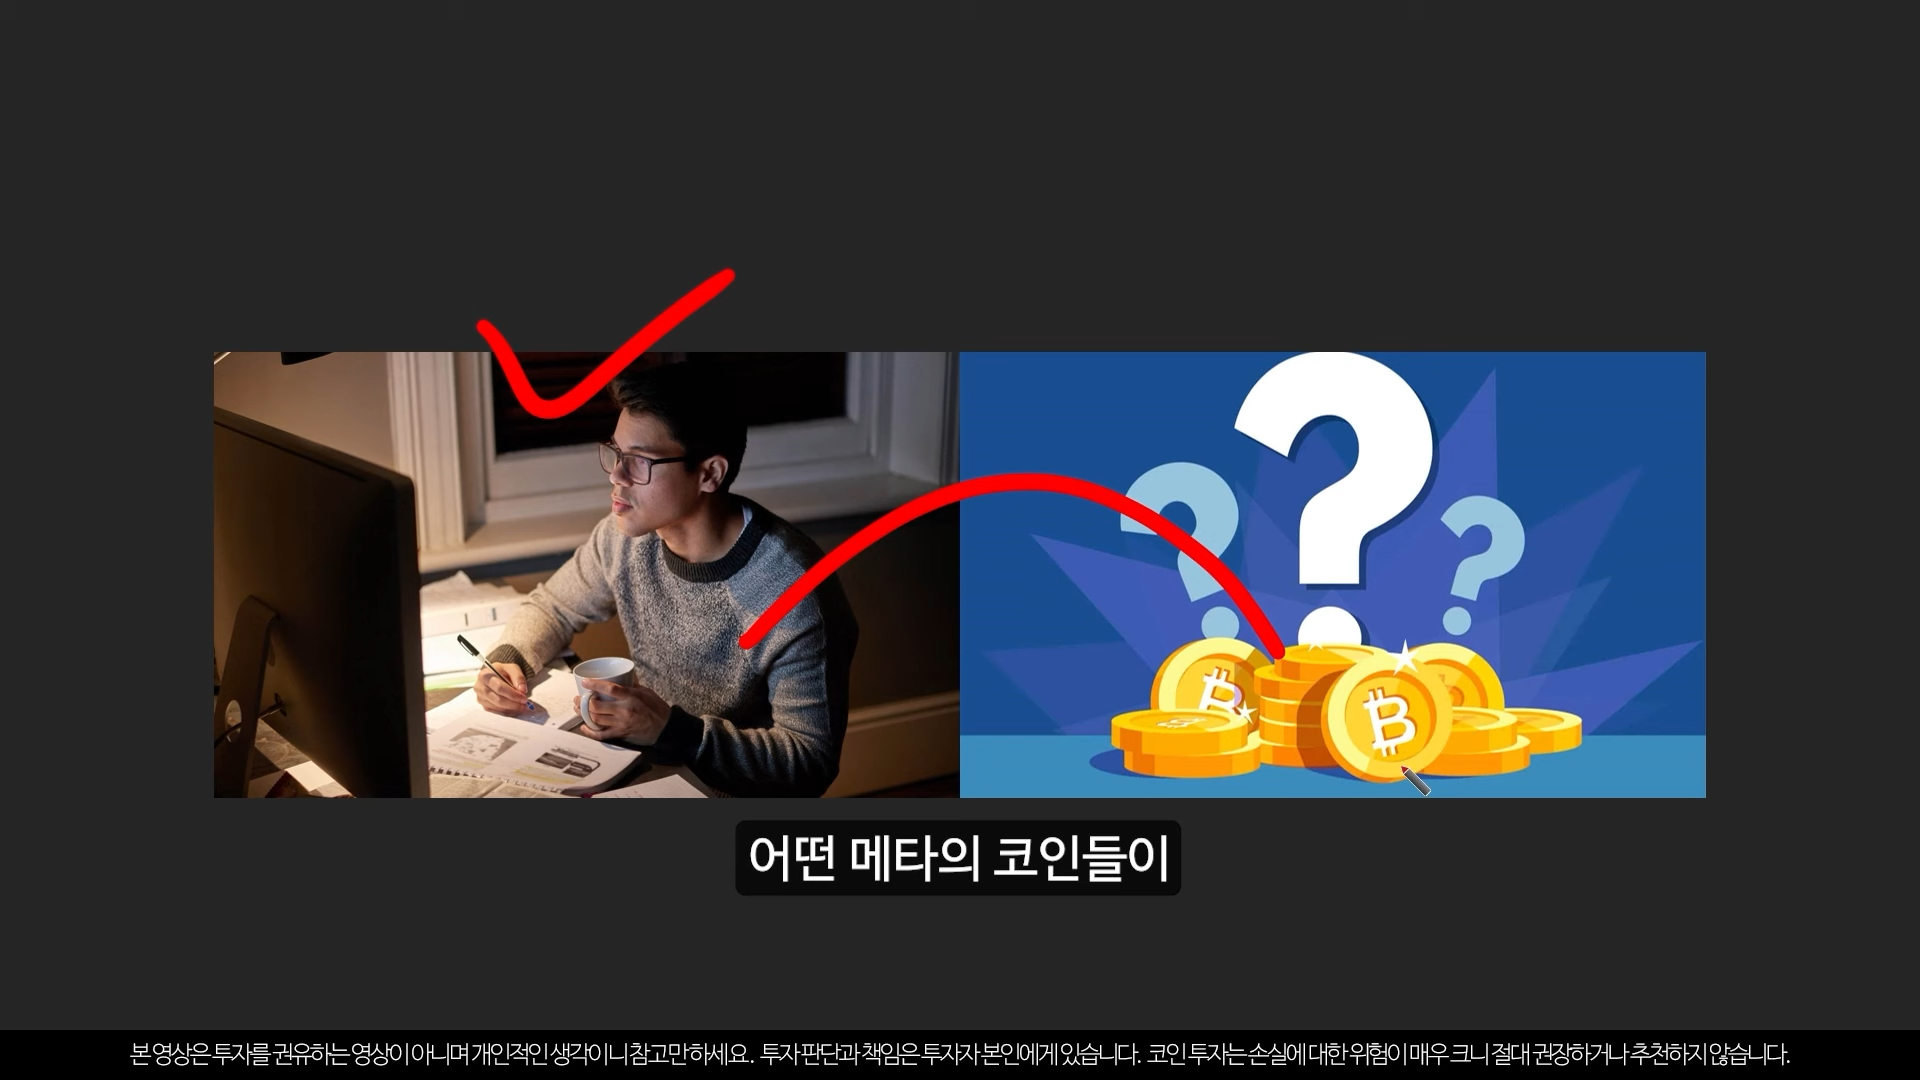 어떤 메타의 코인들이
본 영상은 투자를 권유하는 영상이 아니며 개인적인 생각이니 참고만 하세요. 투자 판단과 책임은 투자자 본인에게 있습니다. 코인 투자는 손실에 대한 위험이 매우 크니 절대 권장하거나 추천하지 않습니다.